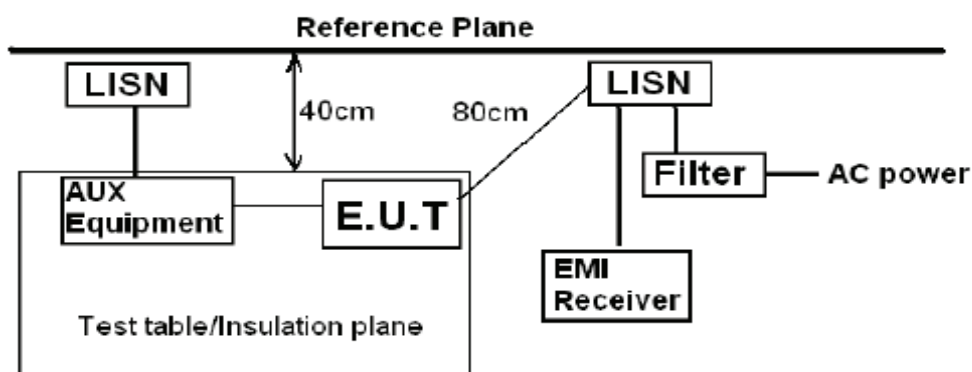 Reference Plane
LISN
40cm
80cm
LISN
Filter
AC power
AUX
Equipment
E.U.T
EMI
Receiver
Test table/Insulation plane